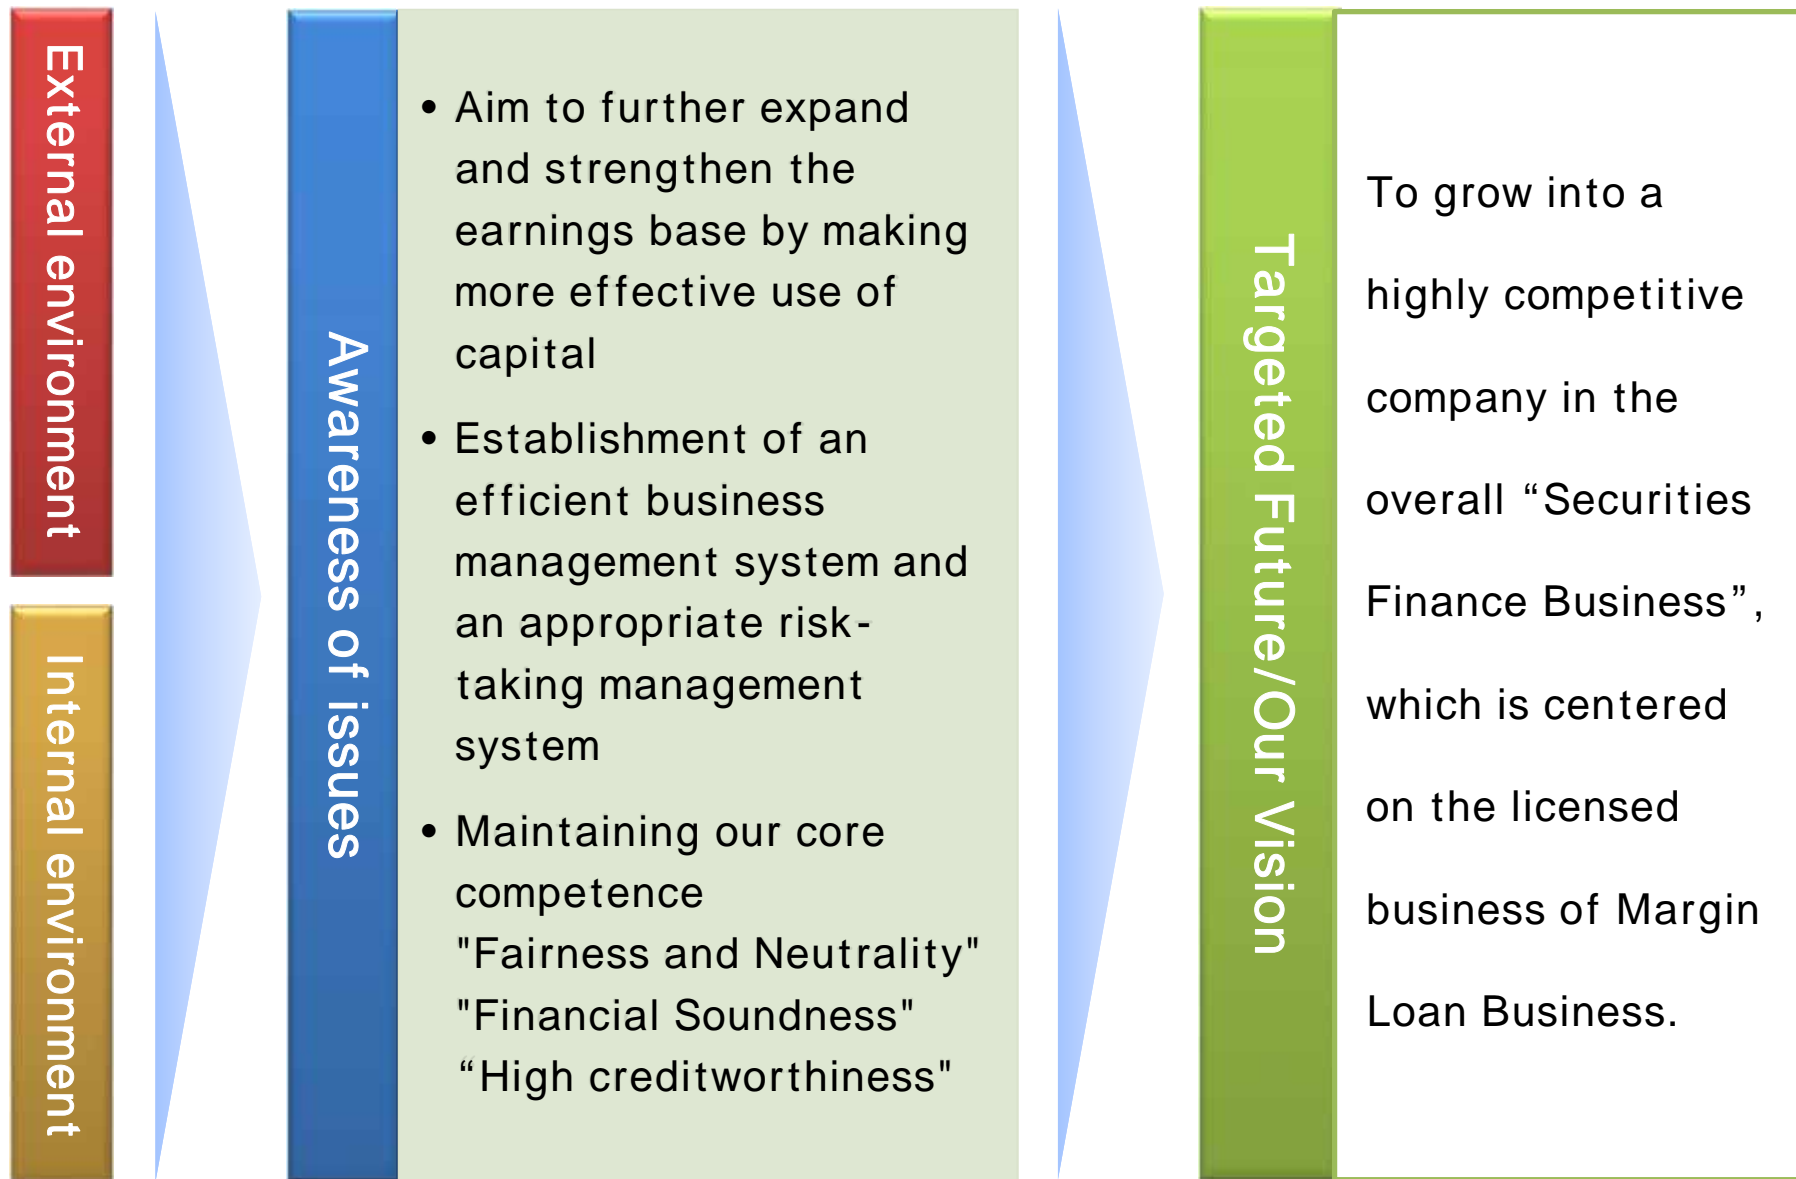 External environment
Internal environment
Awareness of issues
• Aim to further expand
and strengthen the
earnings base by making
more effective use of
capital
• Establishment of an
efficient business
management system and
an appropriate risk-
taking management
system
• Maintaining our core
competence
"Fairness and Neutrality"
"Financial Soundness"
“High creditworthiness"
Targeted Future/Our Vision
To grow into a
highly competitive
company in the
overall “Securities
Finance Business”,
which is centered
on the licensed
business of Margin
Loan Business.